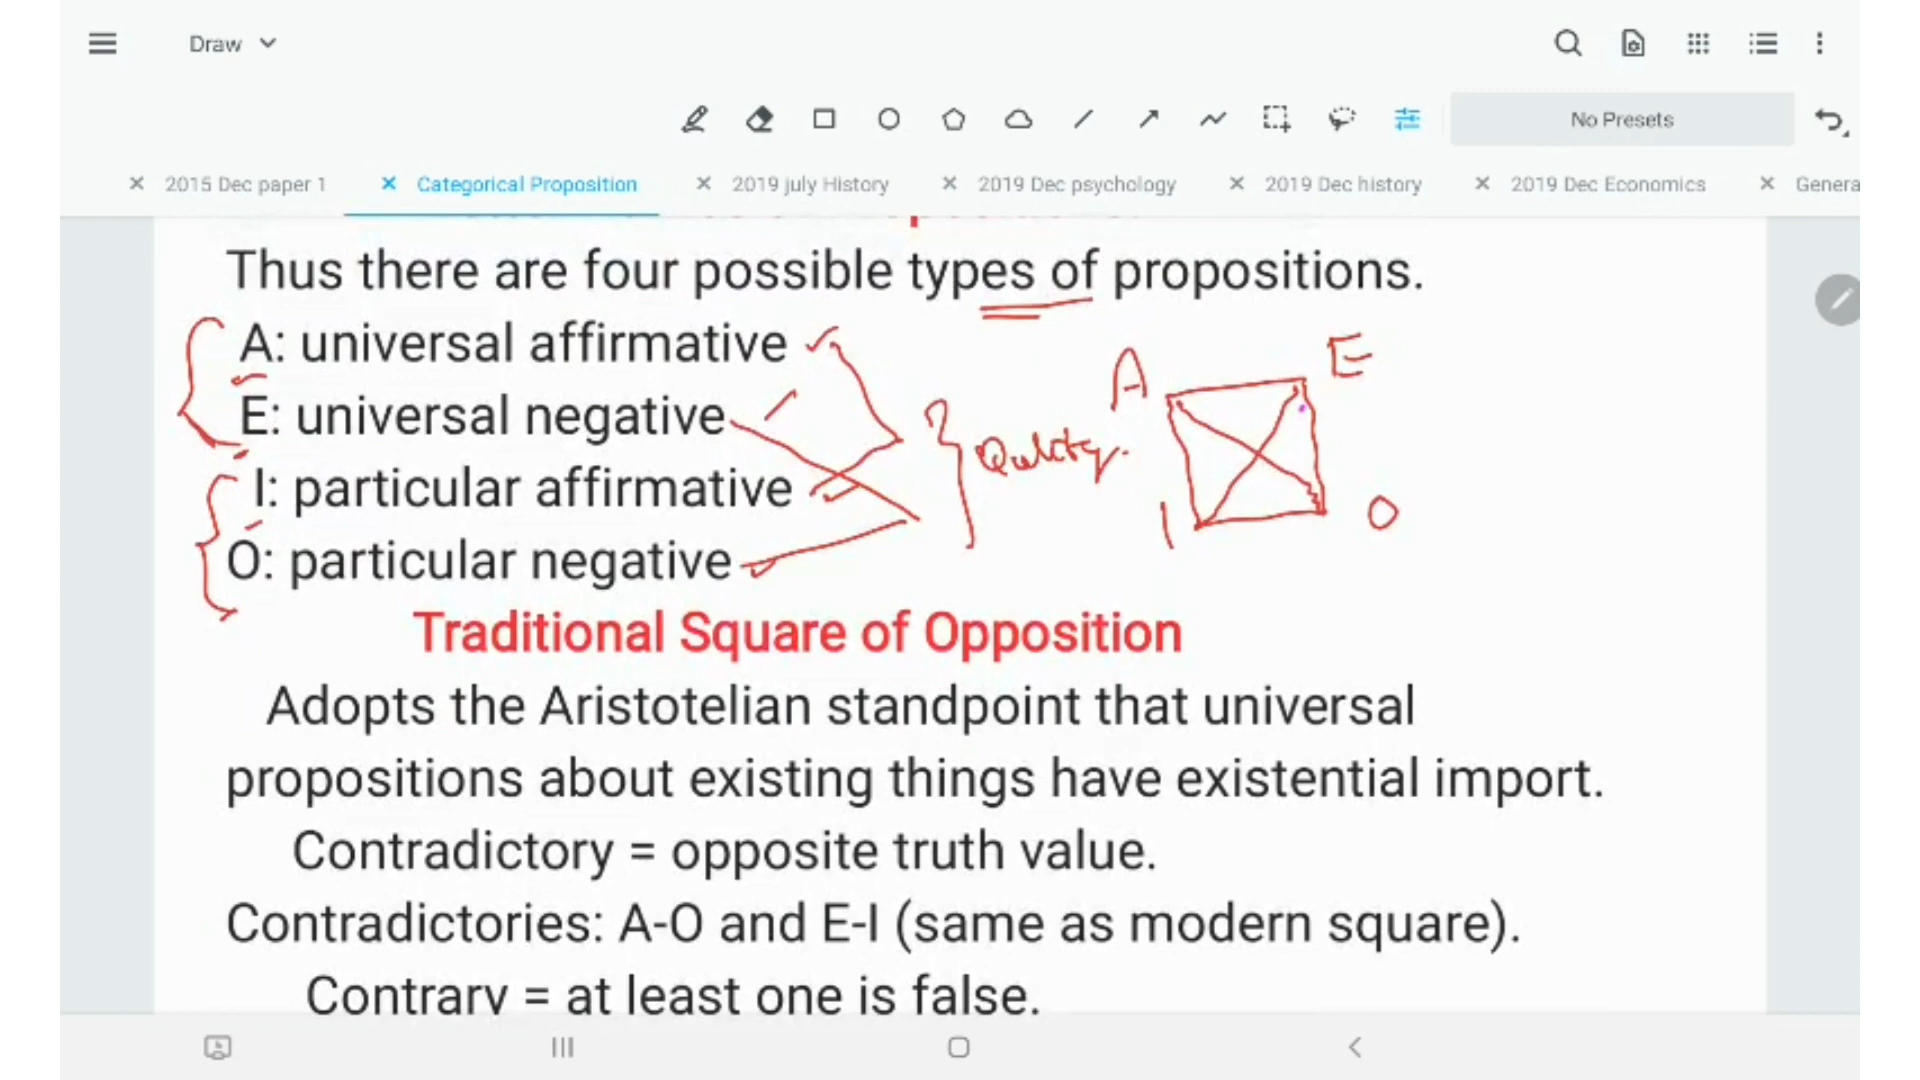 Draw
No Presets
2015 Dec paper 1
Categorical Proposition
2019 july History
2019 Dec psychology
2019 Dec history
2019 Dec Economics
Genera
Thus there are four possible types of propositions.
A: universal affirmative
E: universal negative
I: particular affirmative
O: particular negative
A E
I O
Traditional Square of Opposition
Adopts the Aristotelian standpoint that universal
propositions about existing things have existential import.
Contradictory = opposite truth value.
Contradictories: A-O and E-I (same as modern square).
Contrary = at least one is false.